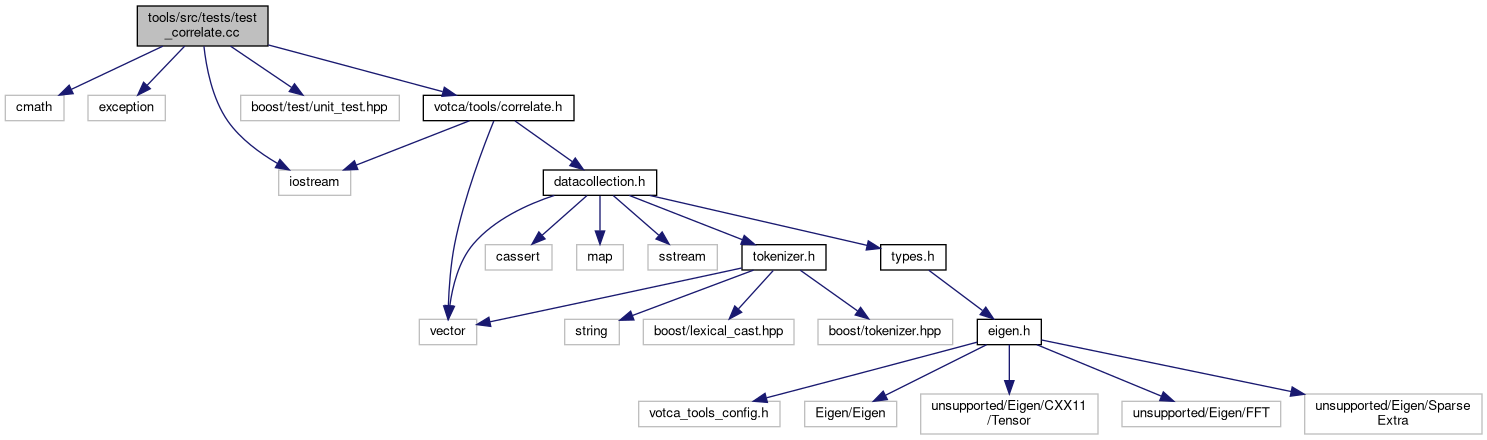 tools/src/tests/test
_correlate.cc
cmath
exception
boost/test/unit_test.hpp
votca/tools/correlate.h
iostream
datacollection.h
cassert
map
sstream
tokenizer.h
types.h
vector
string
boost/lexical_cast.hpp
boost/tokenizer.hpp
eigen.h
votca_tools_config.h
Eigen/Eigen
unsupported/Eigen/CXX11
/Tensor
unsupported/Eigen/FFT
unsupported/Eigen/Sparse
Extra